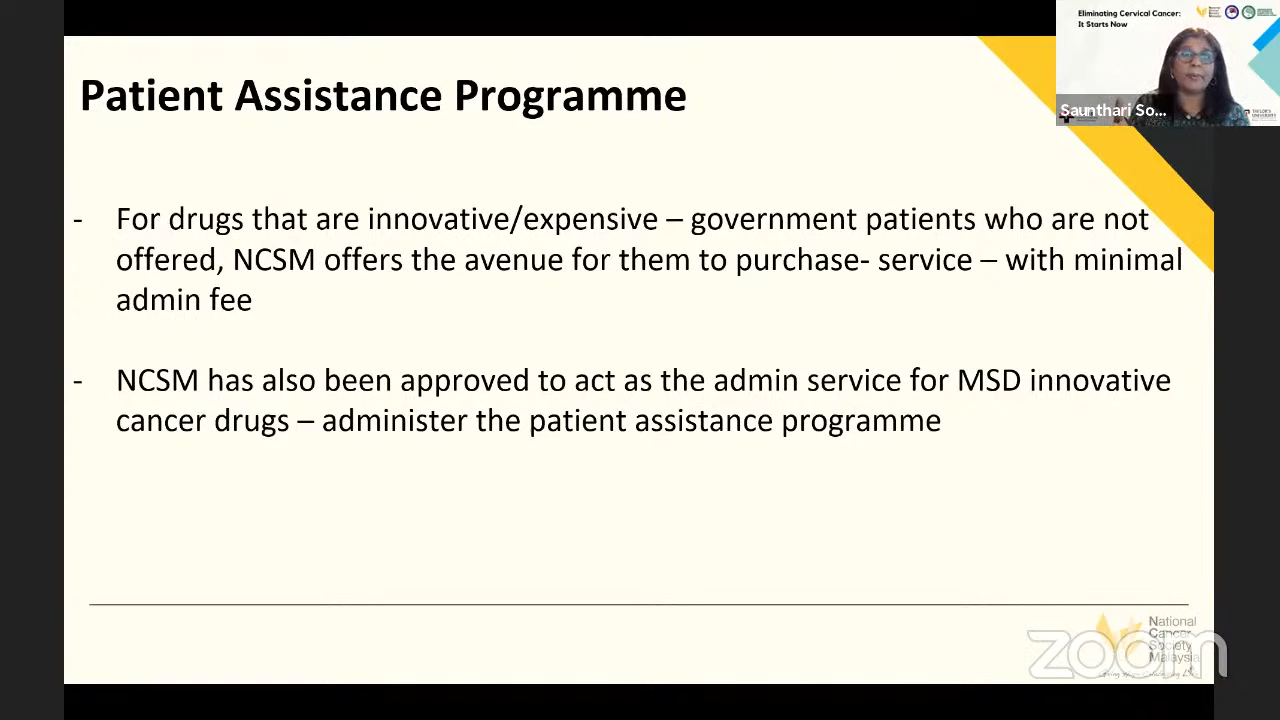 Eliminating Cervical Cancer:
It Starts Now
Saunthari So...
Patient Assistance Programme
- For drugs that are innovative/expensive – government patients who are not
offered, NCSM offers the avenue for them to purchase- service – with minimal
admin fee
- NCSM has also been approved to act as the admin service for MSD innovative
cancer drugs – administer the patient assistance programme
National
Cancer
Society
Malaysia
zoom